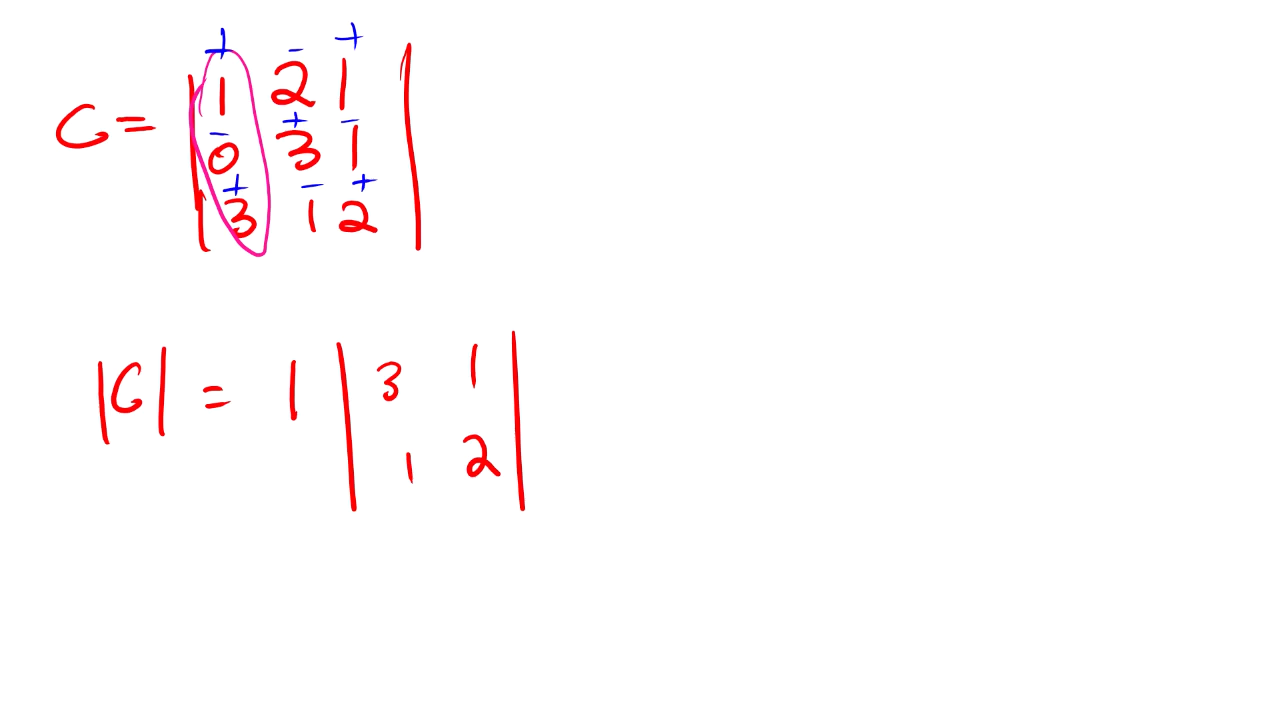 + - +
1 2 1
- + -
C = | 0 3 1 |
+ - +
3 1 2
|C| = 1 | 3 1 |
1 2